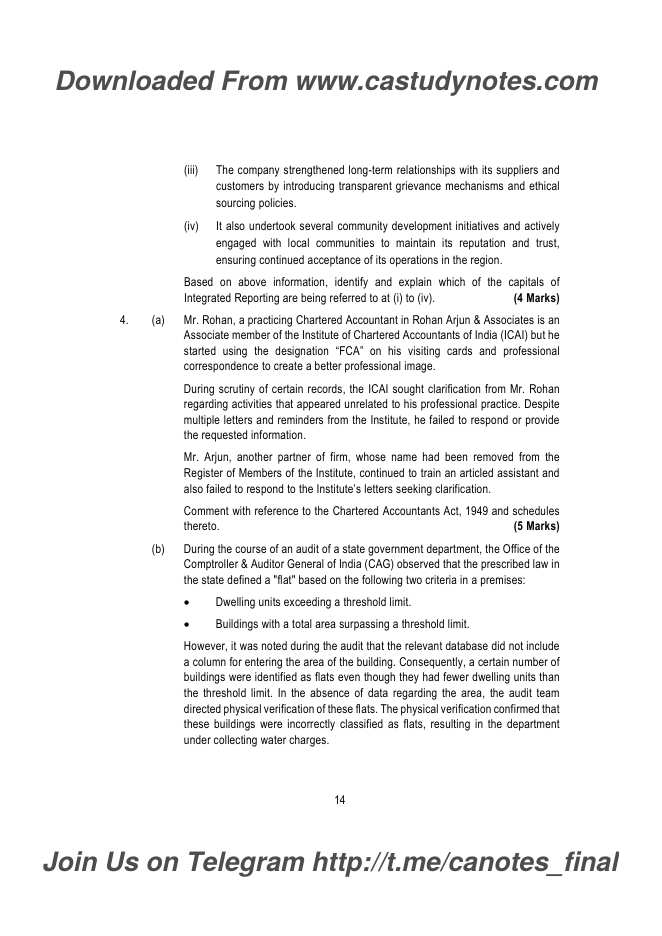 Downloaded From www.castudynotes.com
(iii) The company strengthened long-term relationships with its suppliers and
customers by introducing transparent grievance mechanisms and ethical
sourcing policies.
(iv) It also undertook several community development initiatives and actively
engaged with local communities to maintain its reputation and trust,
ensuring continued acceptance of its operations in the region.
Based on above information, identify and explain which of the capitals of
Integrated Reporting are being referred to at (i) to (iv). (4 Marks)
4. (a) Mr. Rohan, a practicing Chartered Accountant in Rohan Arjun & Associates is an
Associate member of the Institute of Chartered Accountants of India (ICAI) but he
started using the designation “FCA” on his visiting cards and professional
correspondence to create a better professional image.
During scrutiny of certain records, the ICAI sought clarification from Mr. Rohan
regarding activities that appeared unrelated to his professional practice. Despite
multiple letters and reminders from the Institute, he failed to respond or provide
the requested information.
Mr. Arjun, another partner of firm, whose name had been removed from the
Register of Members of the Institute, continued to train an articled assistant and
also failed to respond to the Institute’s letters seeking clarification.
Comment with reference to the Chartered Accountants Act, 1949 and schedules
thereto. (5 Marks)
(b) During the course of an audit of a state government department, the Office of the
Comptroller & Auditor General of India (CAG) observed that the prescribed law in
the state defined a "flat" based on the following two criteria in a premises:
• Dwelling units exceeding a threshold limit.
• Buildings with a total area surpassing a threshold limit.
However, it was noted during the audit that the relevant database did not include
a column for entering the area of the building. Consequently, a certain number of
buildings were identified as flats even though they had fewer dwelling units than
the threshold limit. In the absence of data regarding the area, the audit team
directed physical verification of these flats. The physical verification confirmed that
these buildings were incorrectly classified as flats, resulting in the department
under collecting water charges.
14
Join Us on Telegram http://t.me/canotes_final